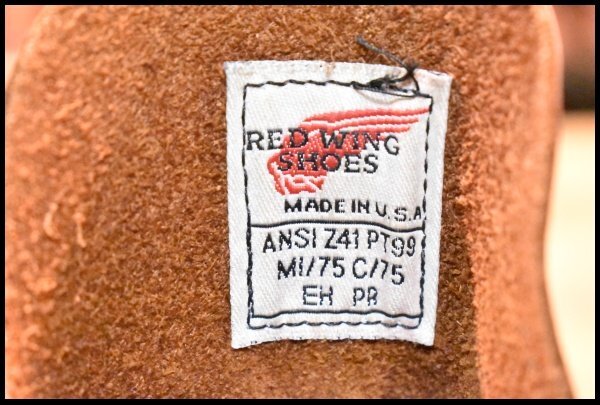 RED WING
SHOES
MADE IN U.S.A
ANSI Z41 PT99
MI/75 C/75
EH PR